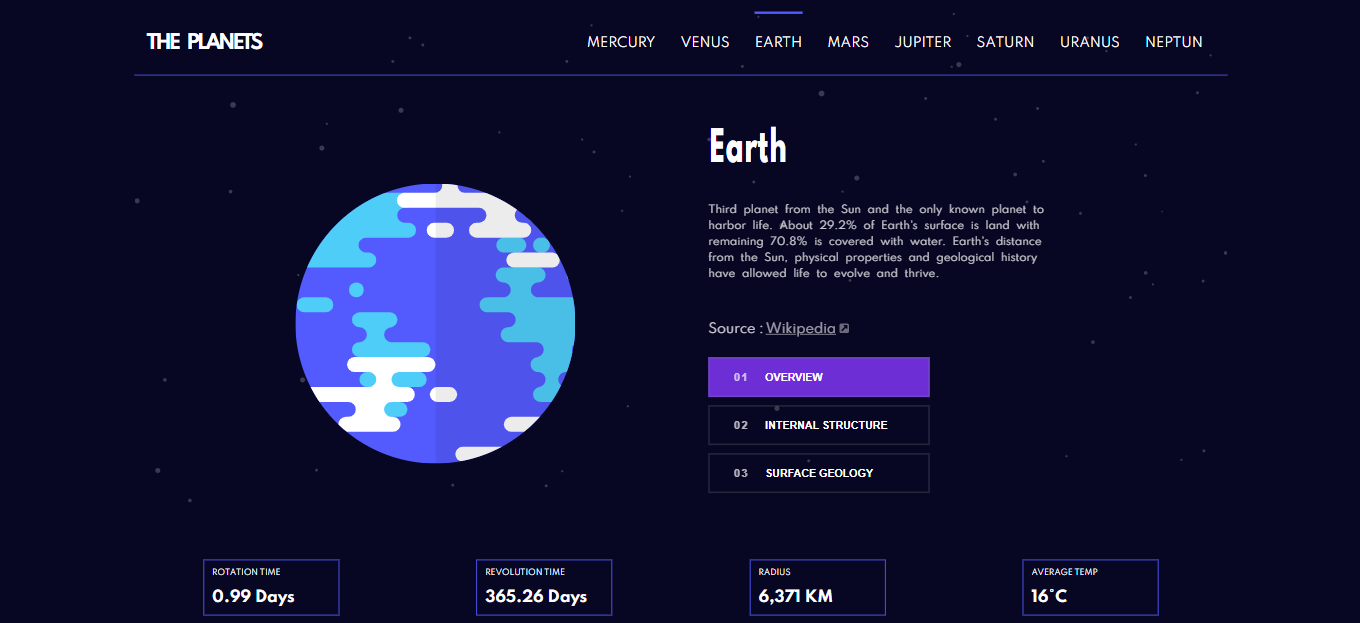 THE PLANETS
MERCURY VENUS EARTH MARS JUPITER SATURN URANUS NEPTUN
Earth
Third planet from the Sun and the only known planet to
harbor life. About 29.2% of Earth's surface is land with
remaining 70.8% is covered with water. Earth's distance
from the Sun, physical properties and geological history
have allowed life to evolve and thrive.
Source : Wikipedia
01 OVERVIEW
02 INTERNAL STRUCTURE
03 SURFACE GEOLOGY
ROTATION TIME
0.99 Days
REVOLUTION TIME
365.26 Days
RADIUS
6,371 KM
AVERAGE TEMP
16°C